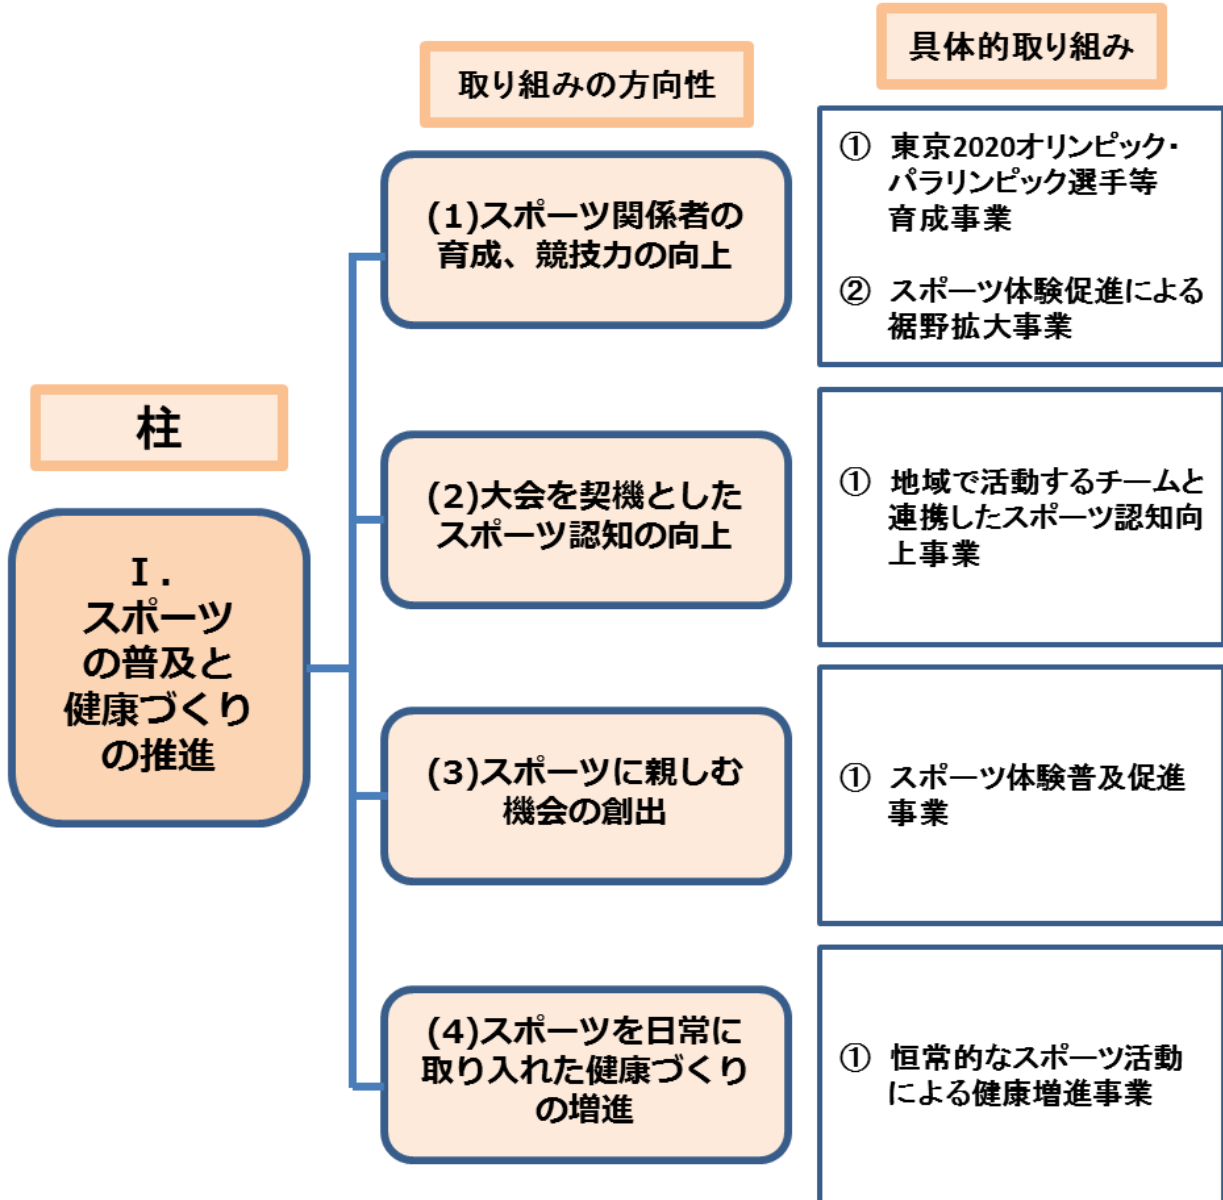 柱
Ⅰ.
スポーツ
の普及と
健康づくり
の推進
取り組みの方向性
(1)スポーツ関係者の
育成、競技力の向上
(2)大会を契機とした
スポーツ認知の向上
(3)スポーツに親しむ
機会の創出
(4)スポーツを日常に
取り入れた健康づくり
の増進
具体的取り組み
① 東京2020オリンピック・
パラリンピック選手等
育成事業
② スポーツ体験促進による
裾野拡大事業
① 地域で活動するチームと
連携したスポーツ認知向
上事業
① スポーツ体験普及促進
事業
① 恒常的なスポーツ活動
による健康増進事業